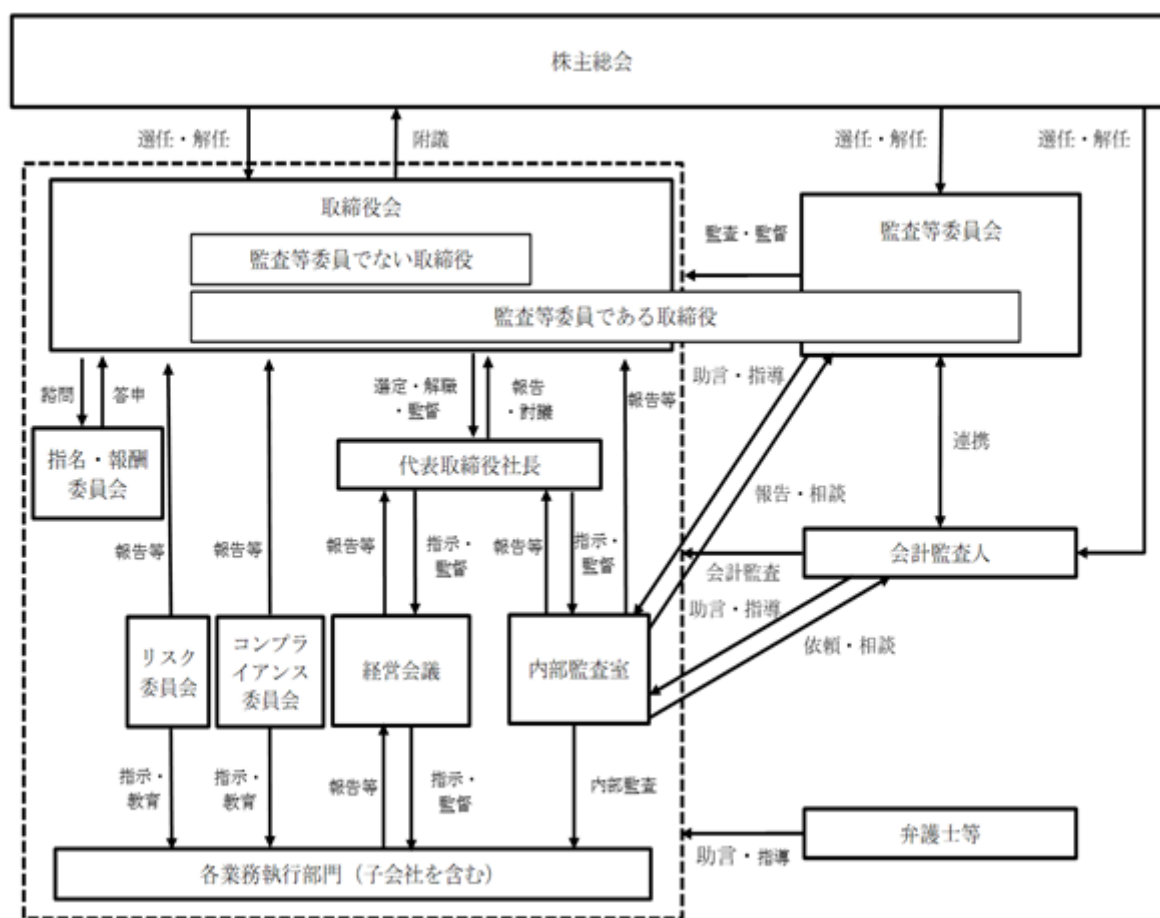 株主総会
選任・解任
附議
選任・解任
選任・解任
取締役会
監査等委員でない取締役
監査等委員である取締役
監査等委員会
監査・監督
諮問
答申
選定・解職
・監督
報告
・附議
報告等
助言・指導
指名・報酬
委員会
代表取締役社長
連携
報告・相談
報告等
報告等
報告等
指示・
監督
報告等
指示・
監督
会計監査人
会計監査
助言・指導
依頼・相談
リスク
委員会
コンプラ
イアンス
委員会
経営会議
内部監査室
指示・
教育
指示・
教育
報告等
指示・
監督
内部監査
弁護士等
助言・指導
各業務執行部門（子会社を含む）